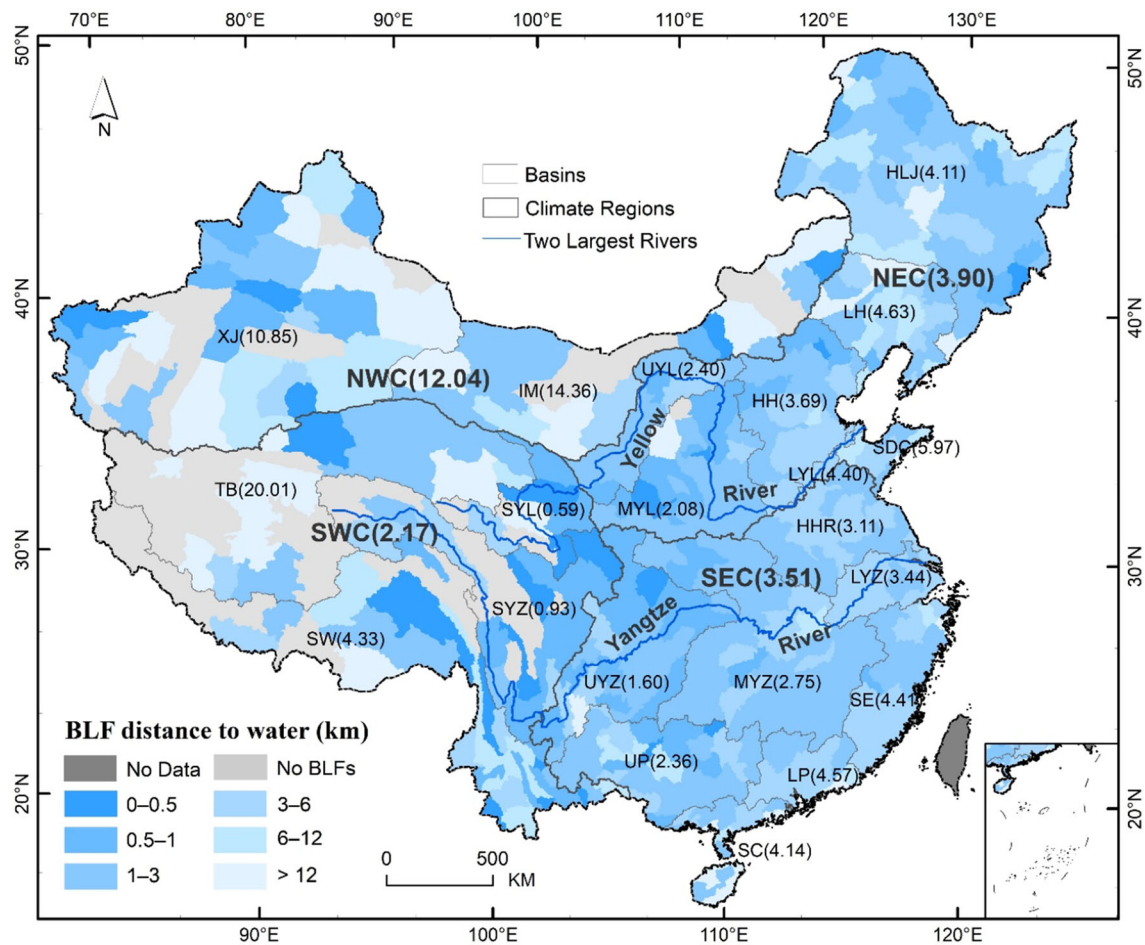 70°E 80°E 90°E 100°E 110°E 120°E 130°E
50°N
50°N
N
Basins
Climate Regions
Two Largest Rivers
HLJ(4.11)
NEC(3.90)
40°N
40°N
LH(4.63)
XJ(10.85)
NWC(12.04)
IM(14.36)
UYL(2.40)
HH(3.69)
Yellow
River
SDC(5.97)
LYL(4.40)
TB(20.01)
SYL(0.59)
MYL(2.08)
HHR(3.11)
SWC(2.17)
30°N
30°N
SEC(3.51)
LYZ(3.44)
SYZ(0.93)
Yangtze
River
SW(4.33)
UYZ(1.60)
MYZ(2.75)
SE(4.41)
UP(2.36)
LP(4.57)
SC(4.14)
BLF distance to water (km)
No Data No BLFs
0–0.5 3–6
0.5–1 6–12
1–3 > 12
20°N
20°N
0 500
KM
90°E 100°E 110°E 120°E